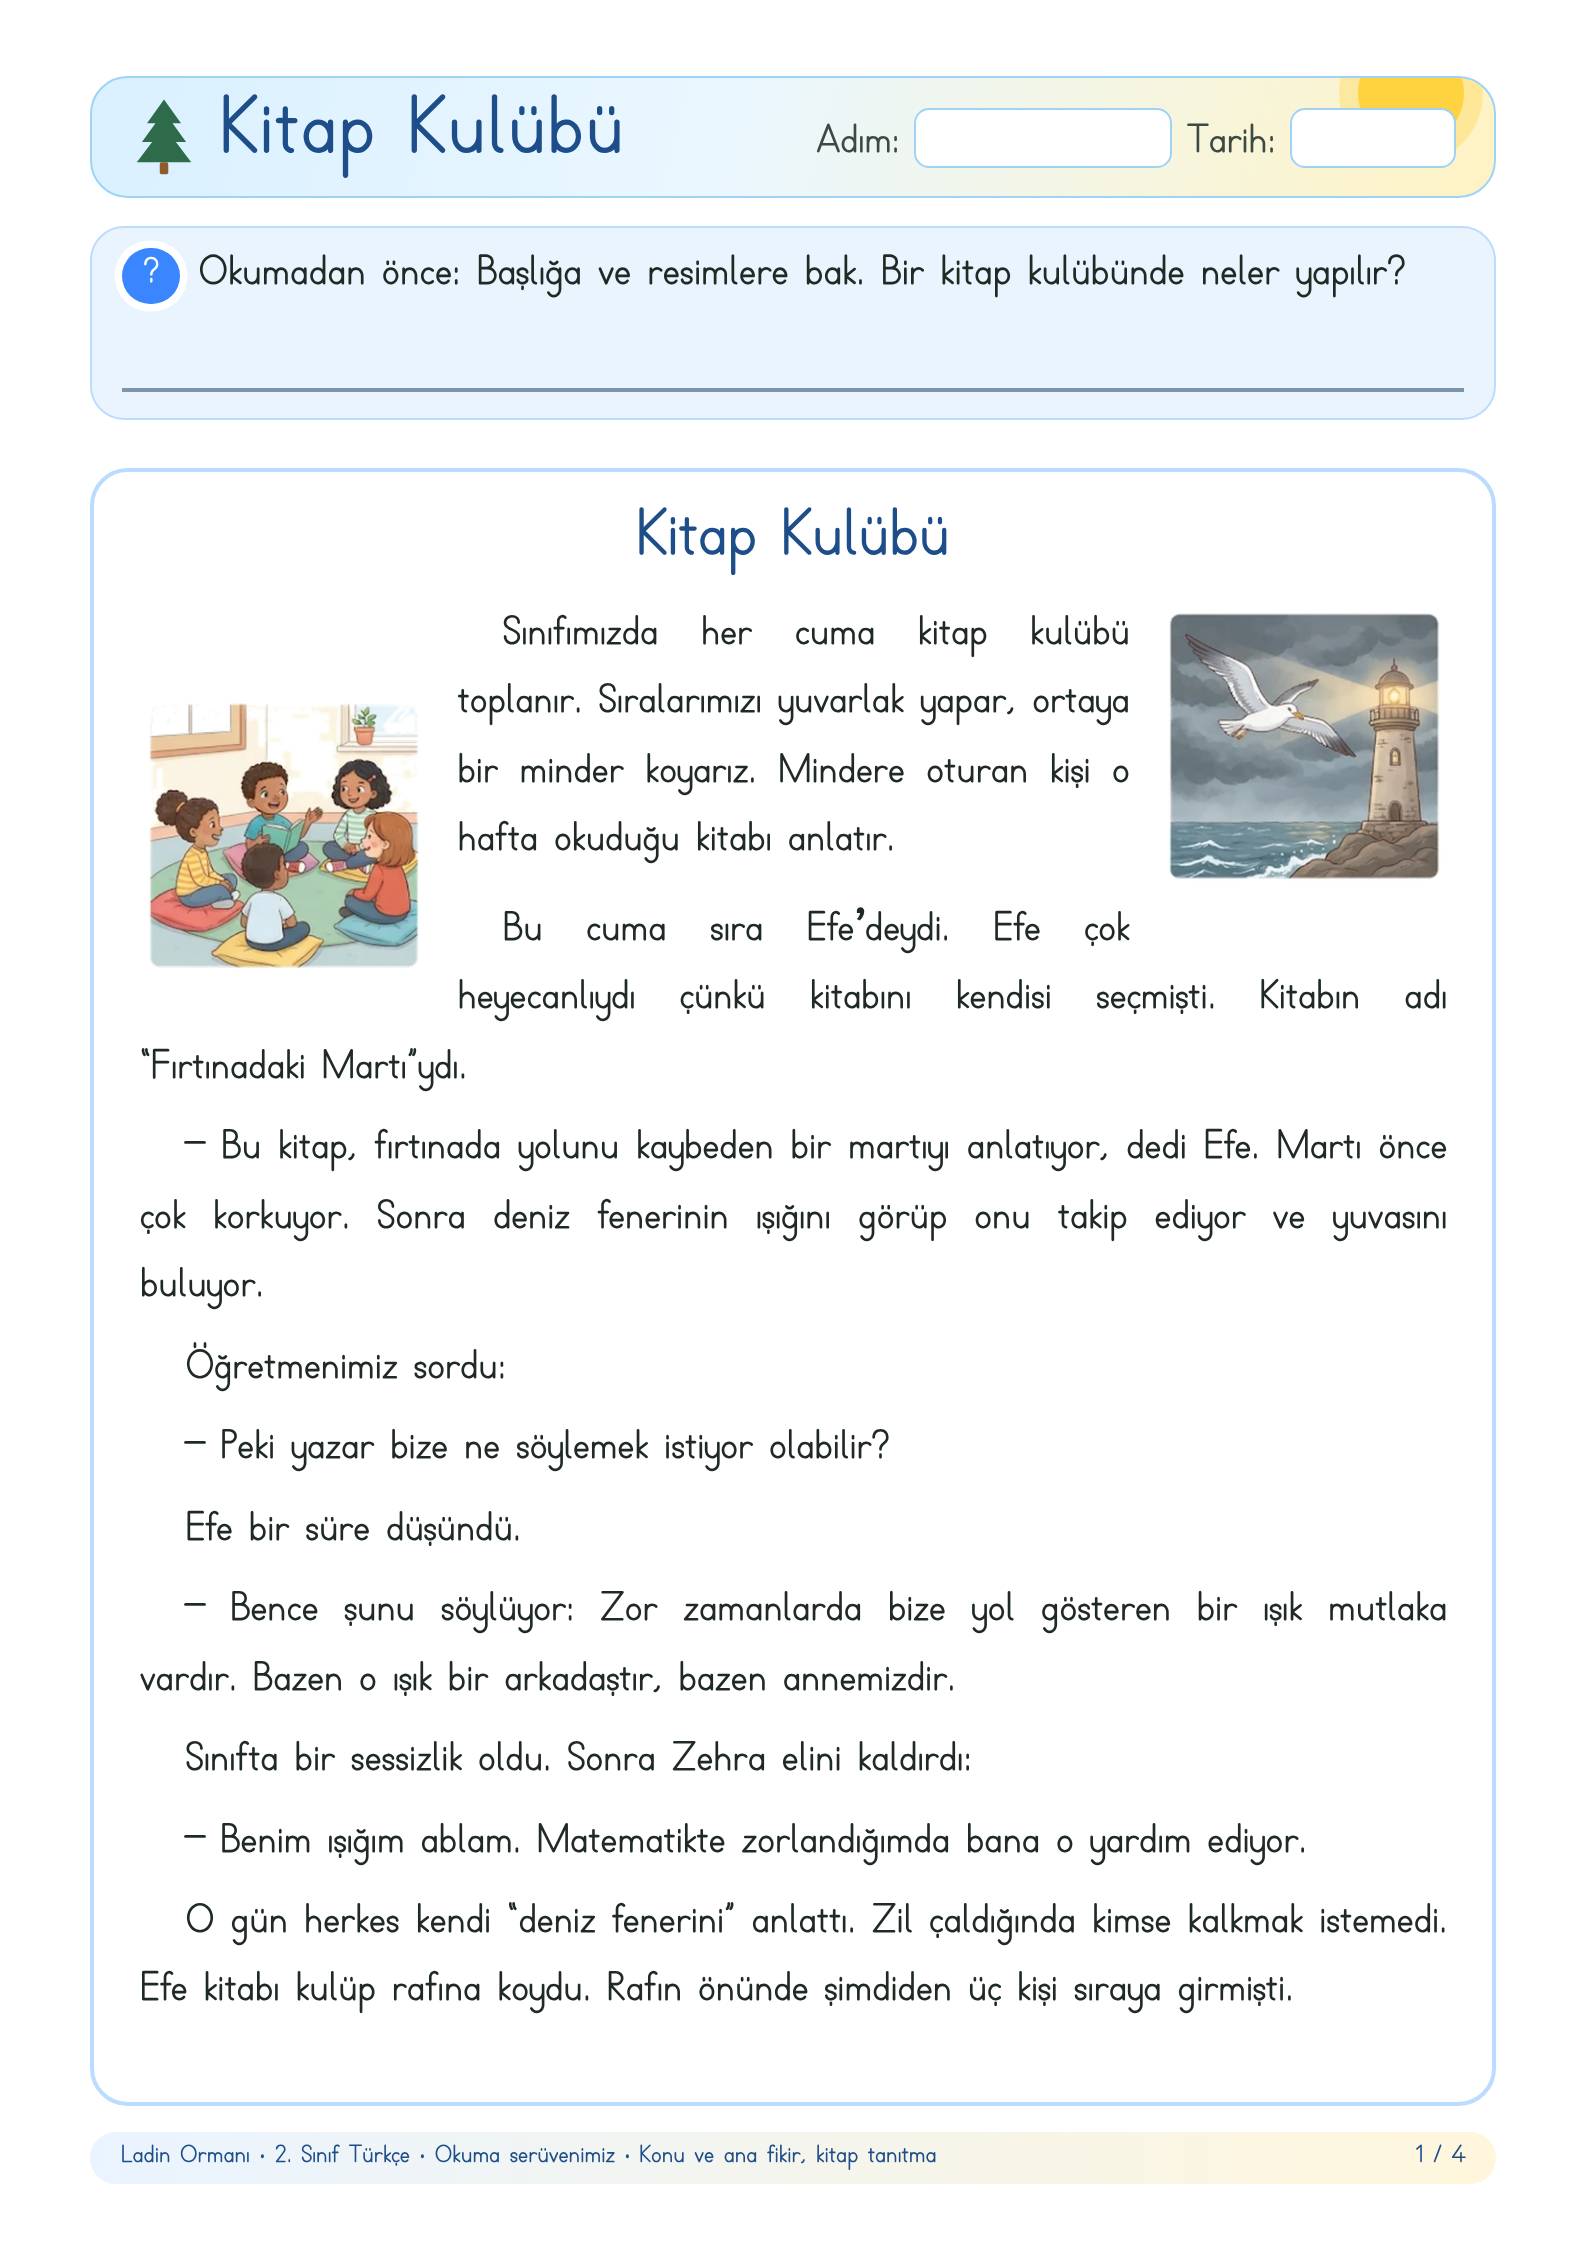 Kitap Kulübü
Adım:
Tarih:
? Okumadan önce: Başlığa ve resimlere bak. Bir kitap kulübünde neler yapılır?
Kitap Kulübü
Sınıfımızda her cuma kitap kulübü
toplanır. Sıralarımızı yuvarlak yapar, ortaya
bir minder koyarız. Mindere oturan kişi o
hafta okuduğu kitabı anlatır.
Bu cuma sıra Efe’deydi. Efe çok
heyecanlıydı çünkü kitabını kendisi seçmişti. Kitabın adı
“Fırtınadaki Martı”ydı.
– Bu kitap, fırtınada yolunu kaybeden bir martıyı anlatıyor, dedi Efe. Martı önce
çok korkuyor. Sonra deniz fenerinin ışığını görüp onu takip ediyor ve yuvasını
buluyor.
Öğretmenimiz sordu:
– Peki yazar bize ne söylemek istiyor olabilir?
Efe bir süre düşündü.
– Bence şunu söylüyor: Zor zamanlarda bize yol gösteren bir ışık mutlaka
vardır. Bazen o ışık bir arkadaştır, bazen annemizdir.
Sınıfta bir sessizlik oldu. Sonra Zehra elini kaldırdı:
– Benim ışığım ablam. Matematikte zorlandığımda bana o yardım ediyor.
O gün herkes kendi “deniz fenerini” anlattı. Zil çaldığında kimse kalkmak istemedi.
Efe kitabı kulüp rafına koydu. Rafın önünde şimdiden üç kişi sıraya girmişti.
Ladin Ormanı • 2. Sınıf Türkçe • Okuma serüvenimiz • Konu ve ana fikir, kitap tanıtma
1 / 4